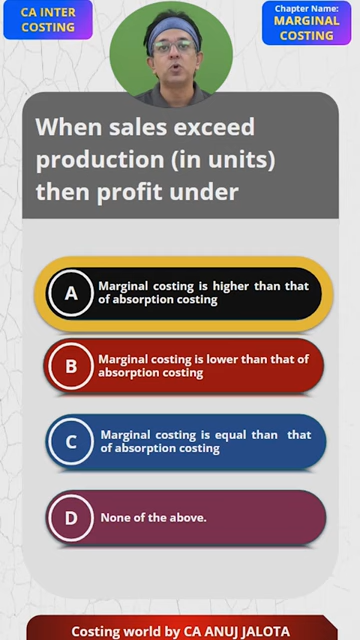 CA INTER
COSTING
Chapter Name:
MARGINAL
COSTING
When sales exceed
production (in units)
then profit under
A
Marginal costing is higher than that
of absorption costing
B
Marginal costing is lower than that of
absorption costing
C
Marginal costing is equal than that
of absorption costing
D
None of the above.
Costing world by CA ANUJ JALOTA